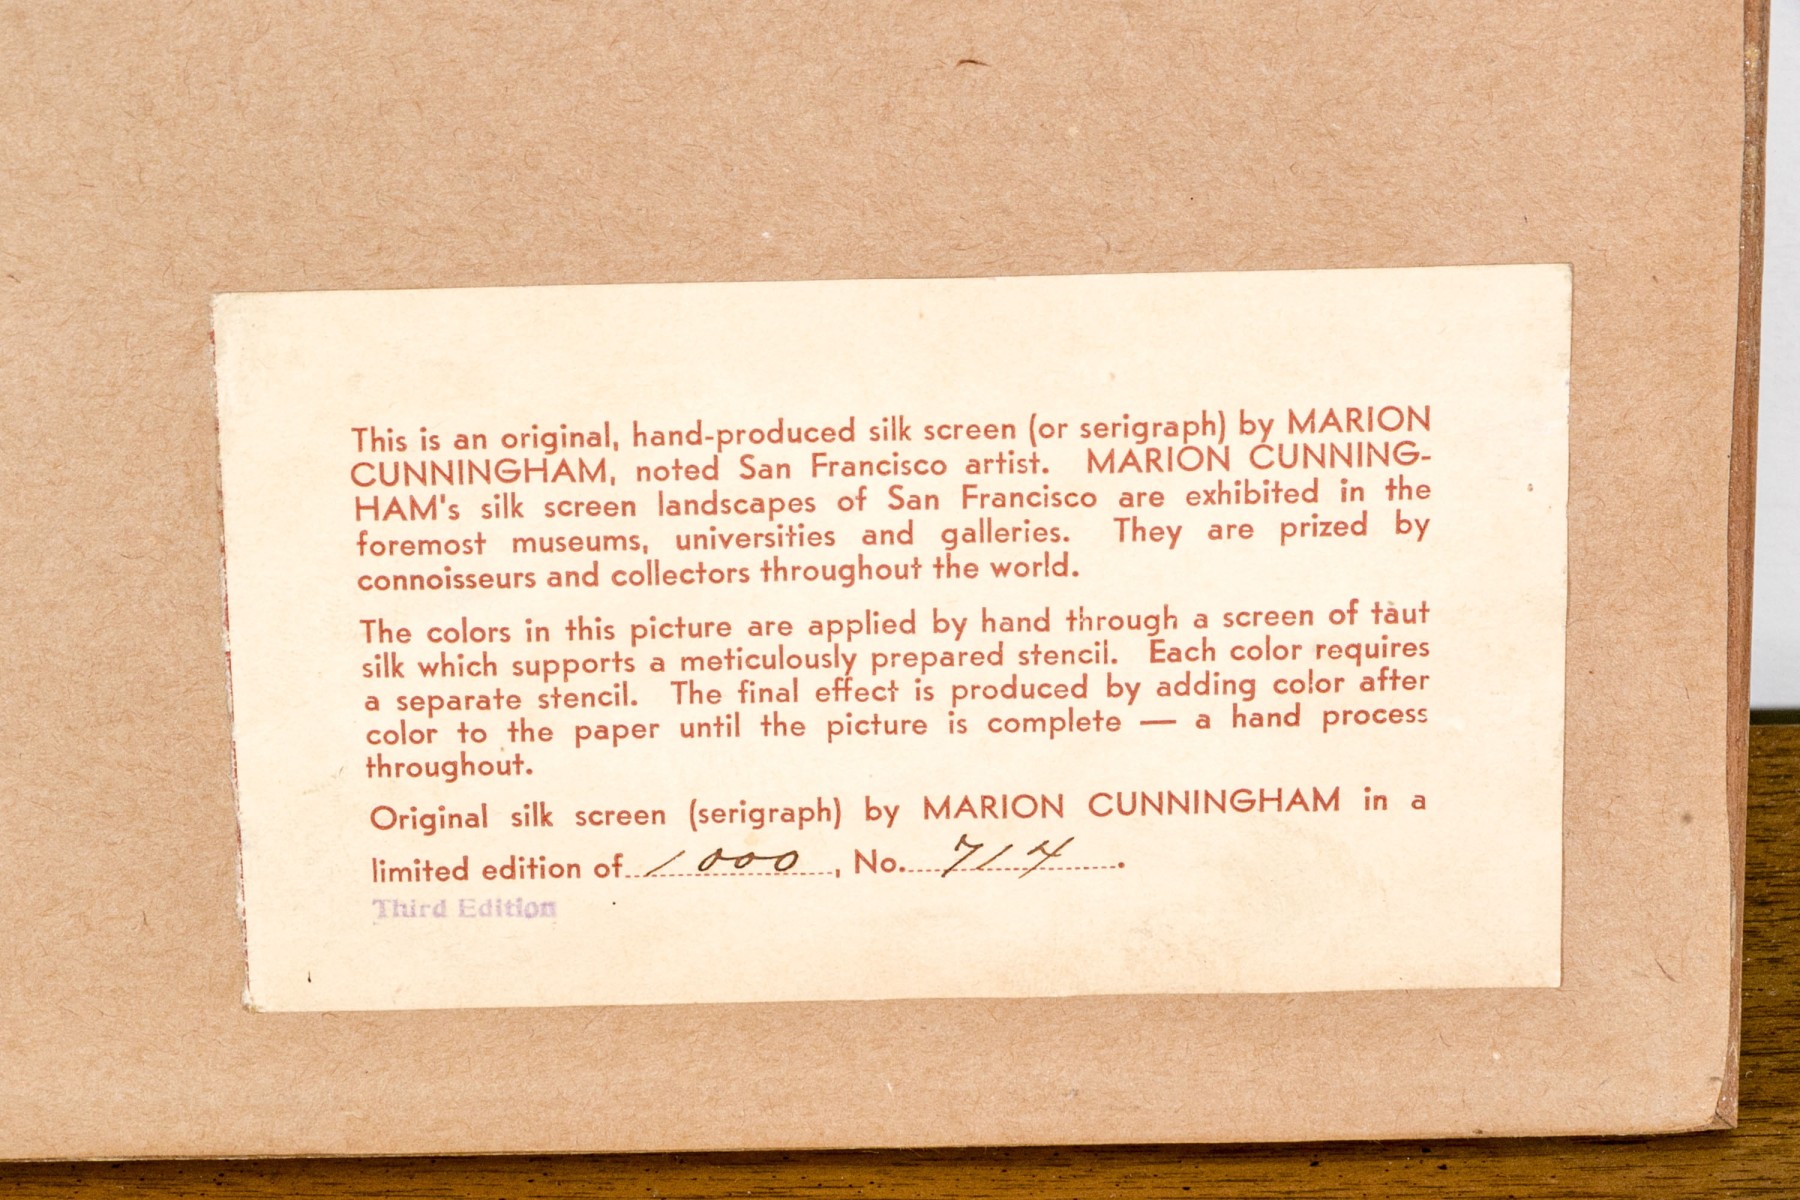 This is an original, hand-produced silk screen (or serigraph) by MARION
CUNNINGHAM, noted San Francisco artist. MARION CUNNING-
HAM's silk screen landscapes of San Francisco are exhibited in the
foremost museums, universities and galleries. They are prized by
connoisseurs and collectors throughout the world.
The colors in this picture are applied by hand through a screen of taut
silk which supports a meticulously prepared stencil. Each color requires
a separate stencil. The final effect is produced by adding color after
color to the paper until the picture is complete — a hand process
throughout.
Original silk screen (serigraph) by MARION CUNNINGHAM in a
limited edition of 1000, No. 714.
Third Edition